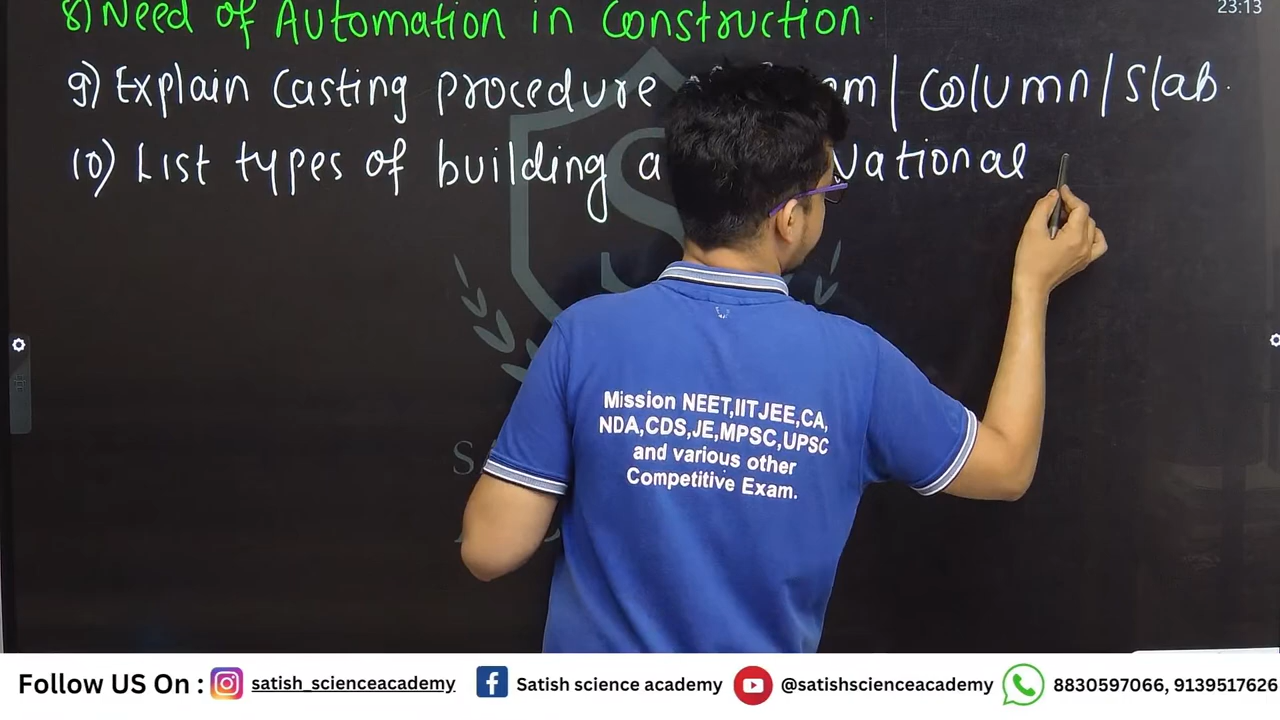 8) Need of Automation in Construction.
23:13
9) Explain Casting procedure / Column / Slab.
10) List types of building National
S
Mission NEET,IITJEE,CA,
NDA,CDS,JE,MPSC,UPSC
and various other
Competitive Exam.
Follow US On : satish_scienceacademy Satish science academy @satishscienceacademy 8830597066, 9139517626